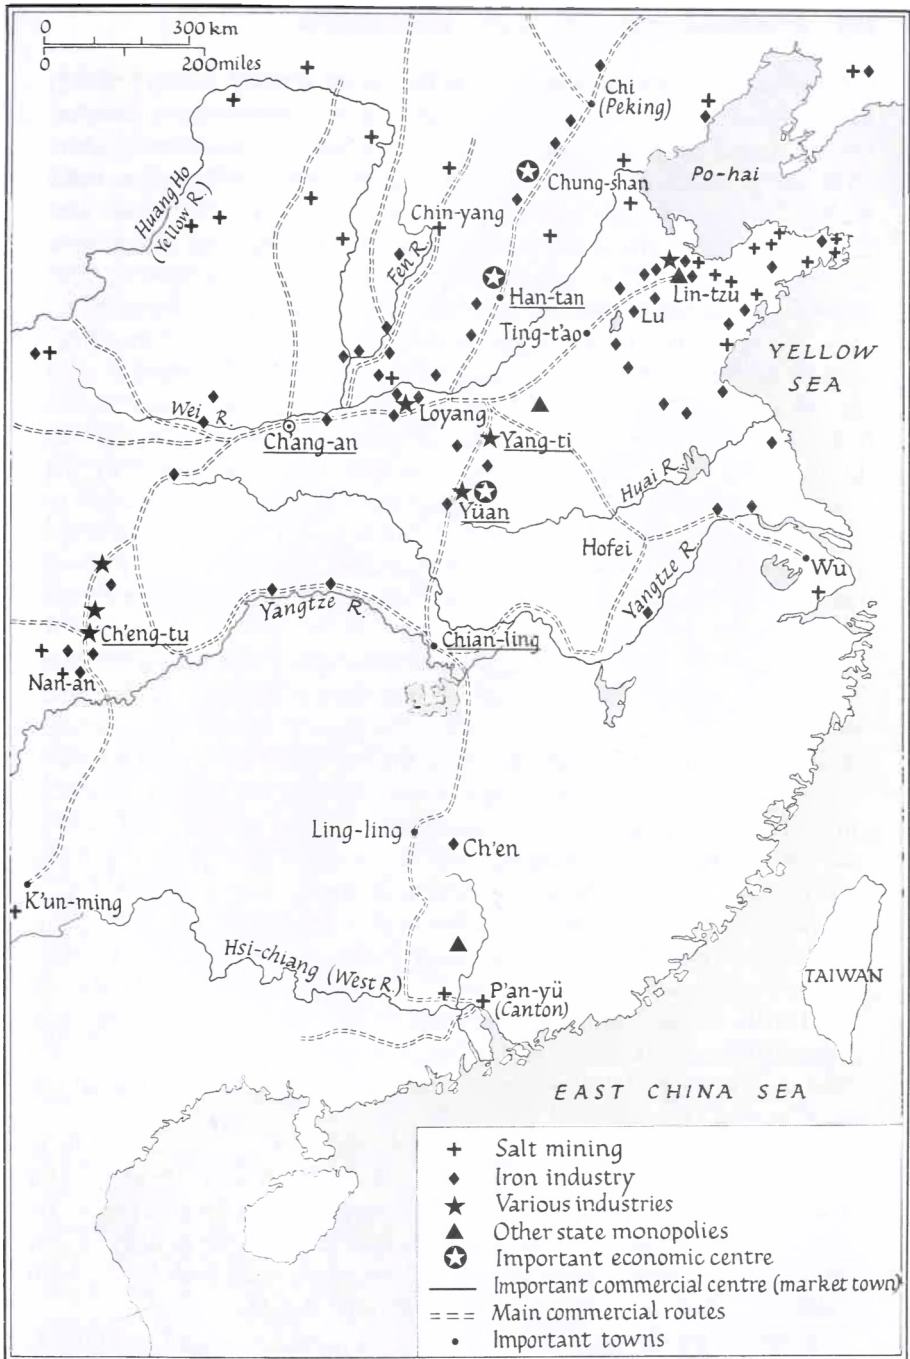 0 300 km
0 200 miles
Chi
(Peking)
Po-hai
Huang Ho
(Yellow R.)
Chung-shan
Chin-yang
Fen R.
Han-tan
Lin-tzu
Lu
Ting-t'ao
YELLOW
SEA
Wei R.
Loyang
Ch'ang-an
Yang-ti
Huai R.
Yüan
Hofei
Wu
Yangtze R.
Yangtze R.
Ch'eng-tu
Chian-ling
Nan-an
Ling-ling
Ch'en
K'un-ming
Hsi-chiang (West R.)
P'an-yü
(Canton)
TAIWAN
EAST CHINA SEA
Salt mining
Iron industry
Various industries
Other state monopolies
Important economic centre
Important commercial centre (market town)
Main commercial routes
Important towns